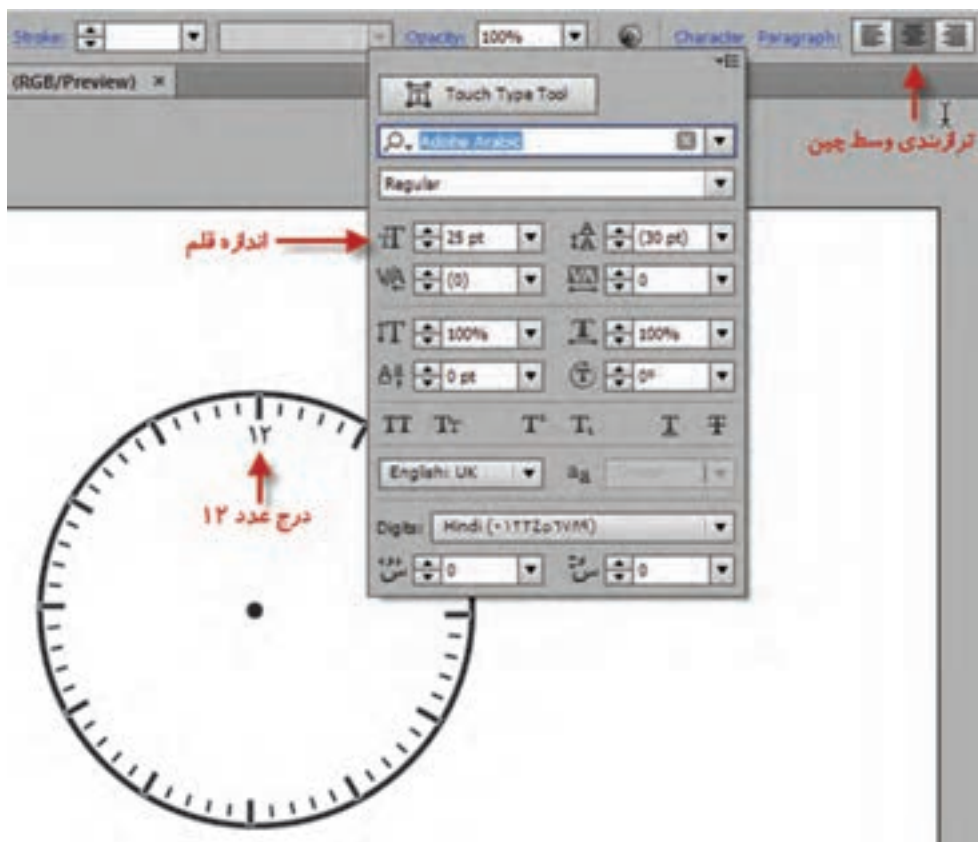 Stroke: Opacity: 100% Character Paragraph:
(RGB/Preview) ×
Touch Type Tool
ترازبندی وسط چین
Adobe Arabic
Regular
اندازه قلم
25 pt (30 pt)
(0) 0
100% 100%
0 pt 0°
۱۲
English: UK
درج عدد ۱۲
Digits: Hindi
0 0